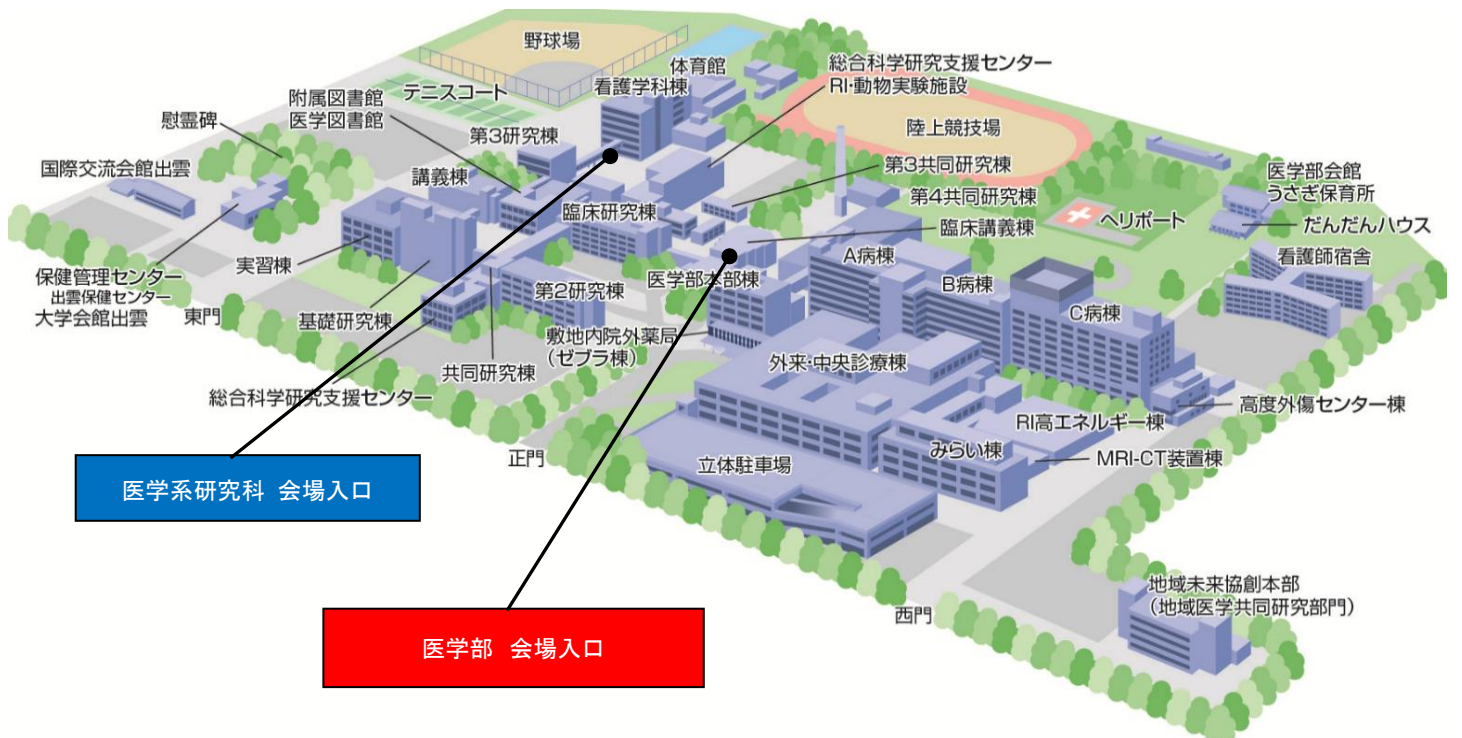 野球場
体育館
総合科学研究支援センター
RI・動物実験施設
看護学科棟
テニスコート
附属図書館
医学図書館
慰霊碑
第3研究棟
陸上競技場
国際交流会館出雲
講義棟
第3共同研究棟
医学部会館
うさぎ保育所
第4共同研究棟
臨床研究棟
ヘリポート
臨床講義棟
だんだんハウス
A病棟
看護師宿舎
実習棟
保健管理センター
出雲保健センター
大学会館出雲
医学部本部棟
B病棟
第2研究棟
C病棟
東門
基礎研究棟
敷地内院外薬局
（ゼブラ棟）
外来・中央診療棟
共同研究棟
総合科学研究支援センター
高度外傷センター棟
RI高エネルギー棟
みらい棟
正門
立体駐車場
MRI-CT装置棟
医学系研究科 会場入口
地域未来協創本部
（地域医学共同研究部門）
西門
医学部 会場入口